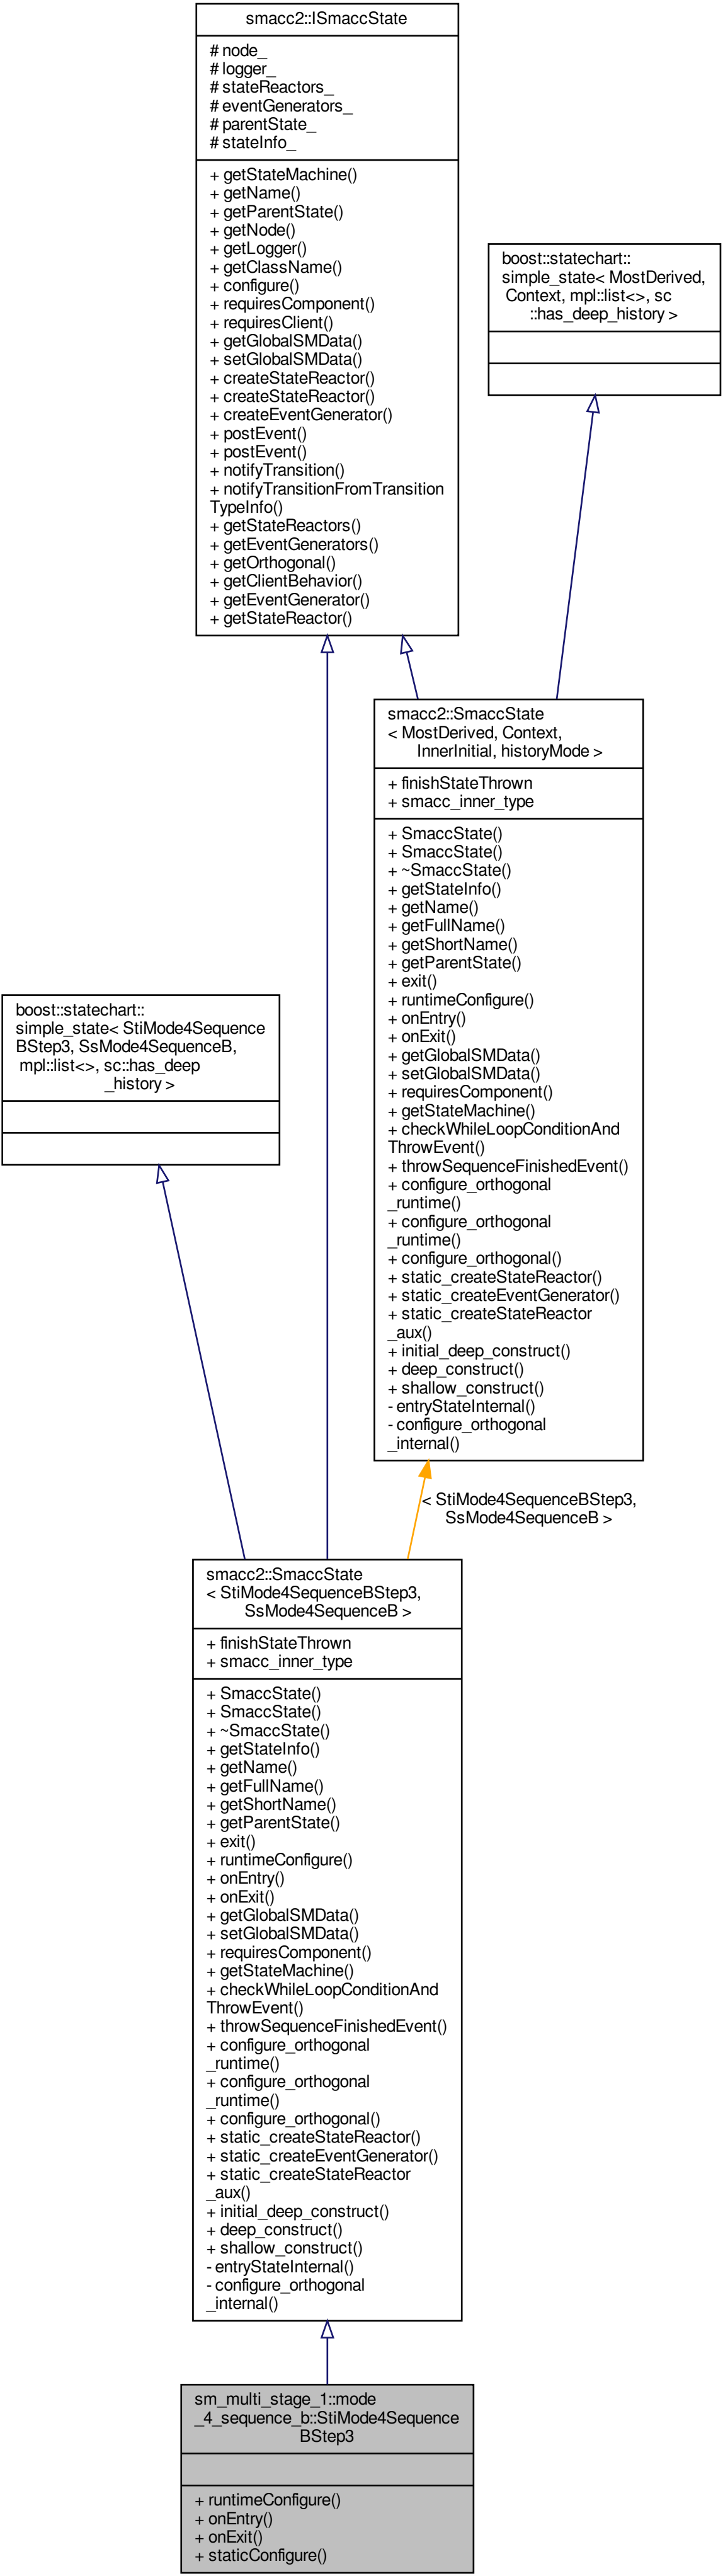 smacc2::ISmaccState
# node_
# logger_
# stateReactors_
# eventGenerators_
# parentState_
# stateInfo_
+ getStateMachine()
+ getName()
+ getParentState()
+ getNode()
+ getLogger()
+ getClassName()
+ configure()
+ requiresComponent()
+ requiresClient()
+ getGlobalSMData()
+ setGlobalSMData()
+ createStateReactor()
+ createStateReactor()
+ createEventGenerator()
+ postEvent()
+ postEvent()
+ notifyTransition()
+ notifyTransitionFromTransition
TypeInfo()
+ getStateReactors()
+ getEventGenerators()
+ getOrthogonal()
+ getClientBehavior()
+ getEventGenerator()
+ getStateReactor()
boost::statechart::
simple_state< MostDerived,
Context, mpl::list<>, sc
::has_deep_history >
smacc2::SmaccState
< MostDerived, Context,
InnerInitial, historyMode >
+ finishStateThrown
+ smacc_inner_type
+ SmaccState()
+ SmaccState()
+ ~SmaccState()
+ getStateInfo()
+ getName()
+ getFullName()
+ getShortName()
+ getParentState()
+ exit()
+ runtimeConfigure()
+ onEntry()
+ onExit()
+ getGlobalSMData()
+ setGlobalSMData()
+ requiresComponent()
+ getStateMachine()
+ checkWhileLoopConditionAnd
ThrowEvent()
+ throwSequenceFinishedEvent()
+ configure_orthogonal
_runtime()
+ configure_orthogonal
_runtime()
+ configure_orthogonal()
+ static_createStateReactor()
+ static_createEventGenerator()
+ static_createStateReactor
_aux()
+ initial_deep_construct()
+ deep_construct()
+ shallow_construct()
- entryStateInternal()
- configure_orthogonal
_internal()
boost::statechart::
simple_state< StiMode4Sequence
BStep3, SsMode4SequenceB,
mpl::list<>, sc::has_deep
_history >
< StiMode4SequenceBStep3,
SsMode4SequenceB >
smacc2::SmaccState
< StiMode4SequenceBStep3,
SsMode4SequenceB >
+ finishStateThrown
+ smacc_inner_type
+ SmaccState()
+ SmaccState()
+ ~SmaccState()
+ getStateInfo()
+ getName()
+ getFullName()
+ getShortName()
+ getParentState()
+ exit()
+ runtimeConfigure()
+ onEntry()
+ onExit()
+ getGlobalSMData()
+ setGlobalSMData()
+ requiresComponent()
+ getStateMachine()
+ checkWhileLoopConditionAnd
ThrowEvent()
+ throwSequenceFinishedEvent()
+ configure_orthogonal
_runtime()
+ configure_orthogonal
_runtime()
+ configure_orthogonal()
+ static_createStateReactor()
+ static_createEventGenerator()
+ static_createStateReactor
_aux()
+ initial_deep_construct()
+ deep_construct()
+ shallow_construct()
- entryStateInternal()
- configure_orthogonal
_internal()
sm_multi_stage_1::mode
_4_sequence_b::StiMode4Sequence
BStep3
+ runtimeConfigure()
+ onEntry()
+ onExit()
+ staticConfigure()